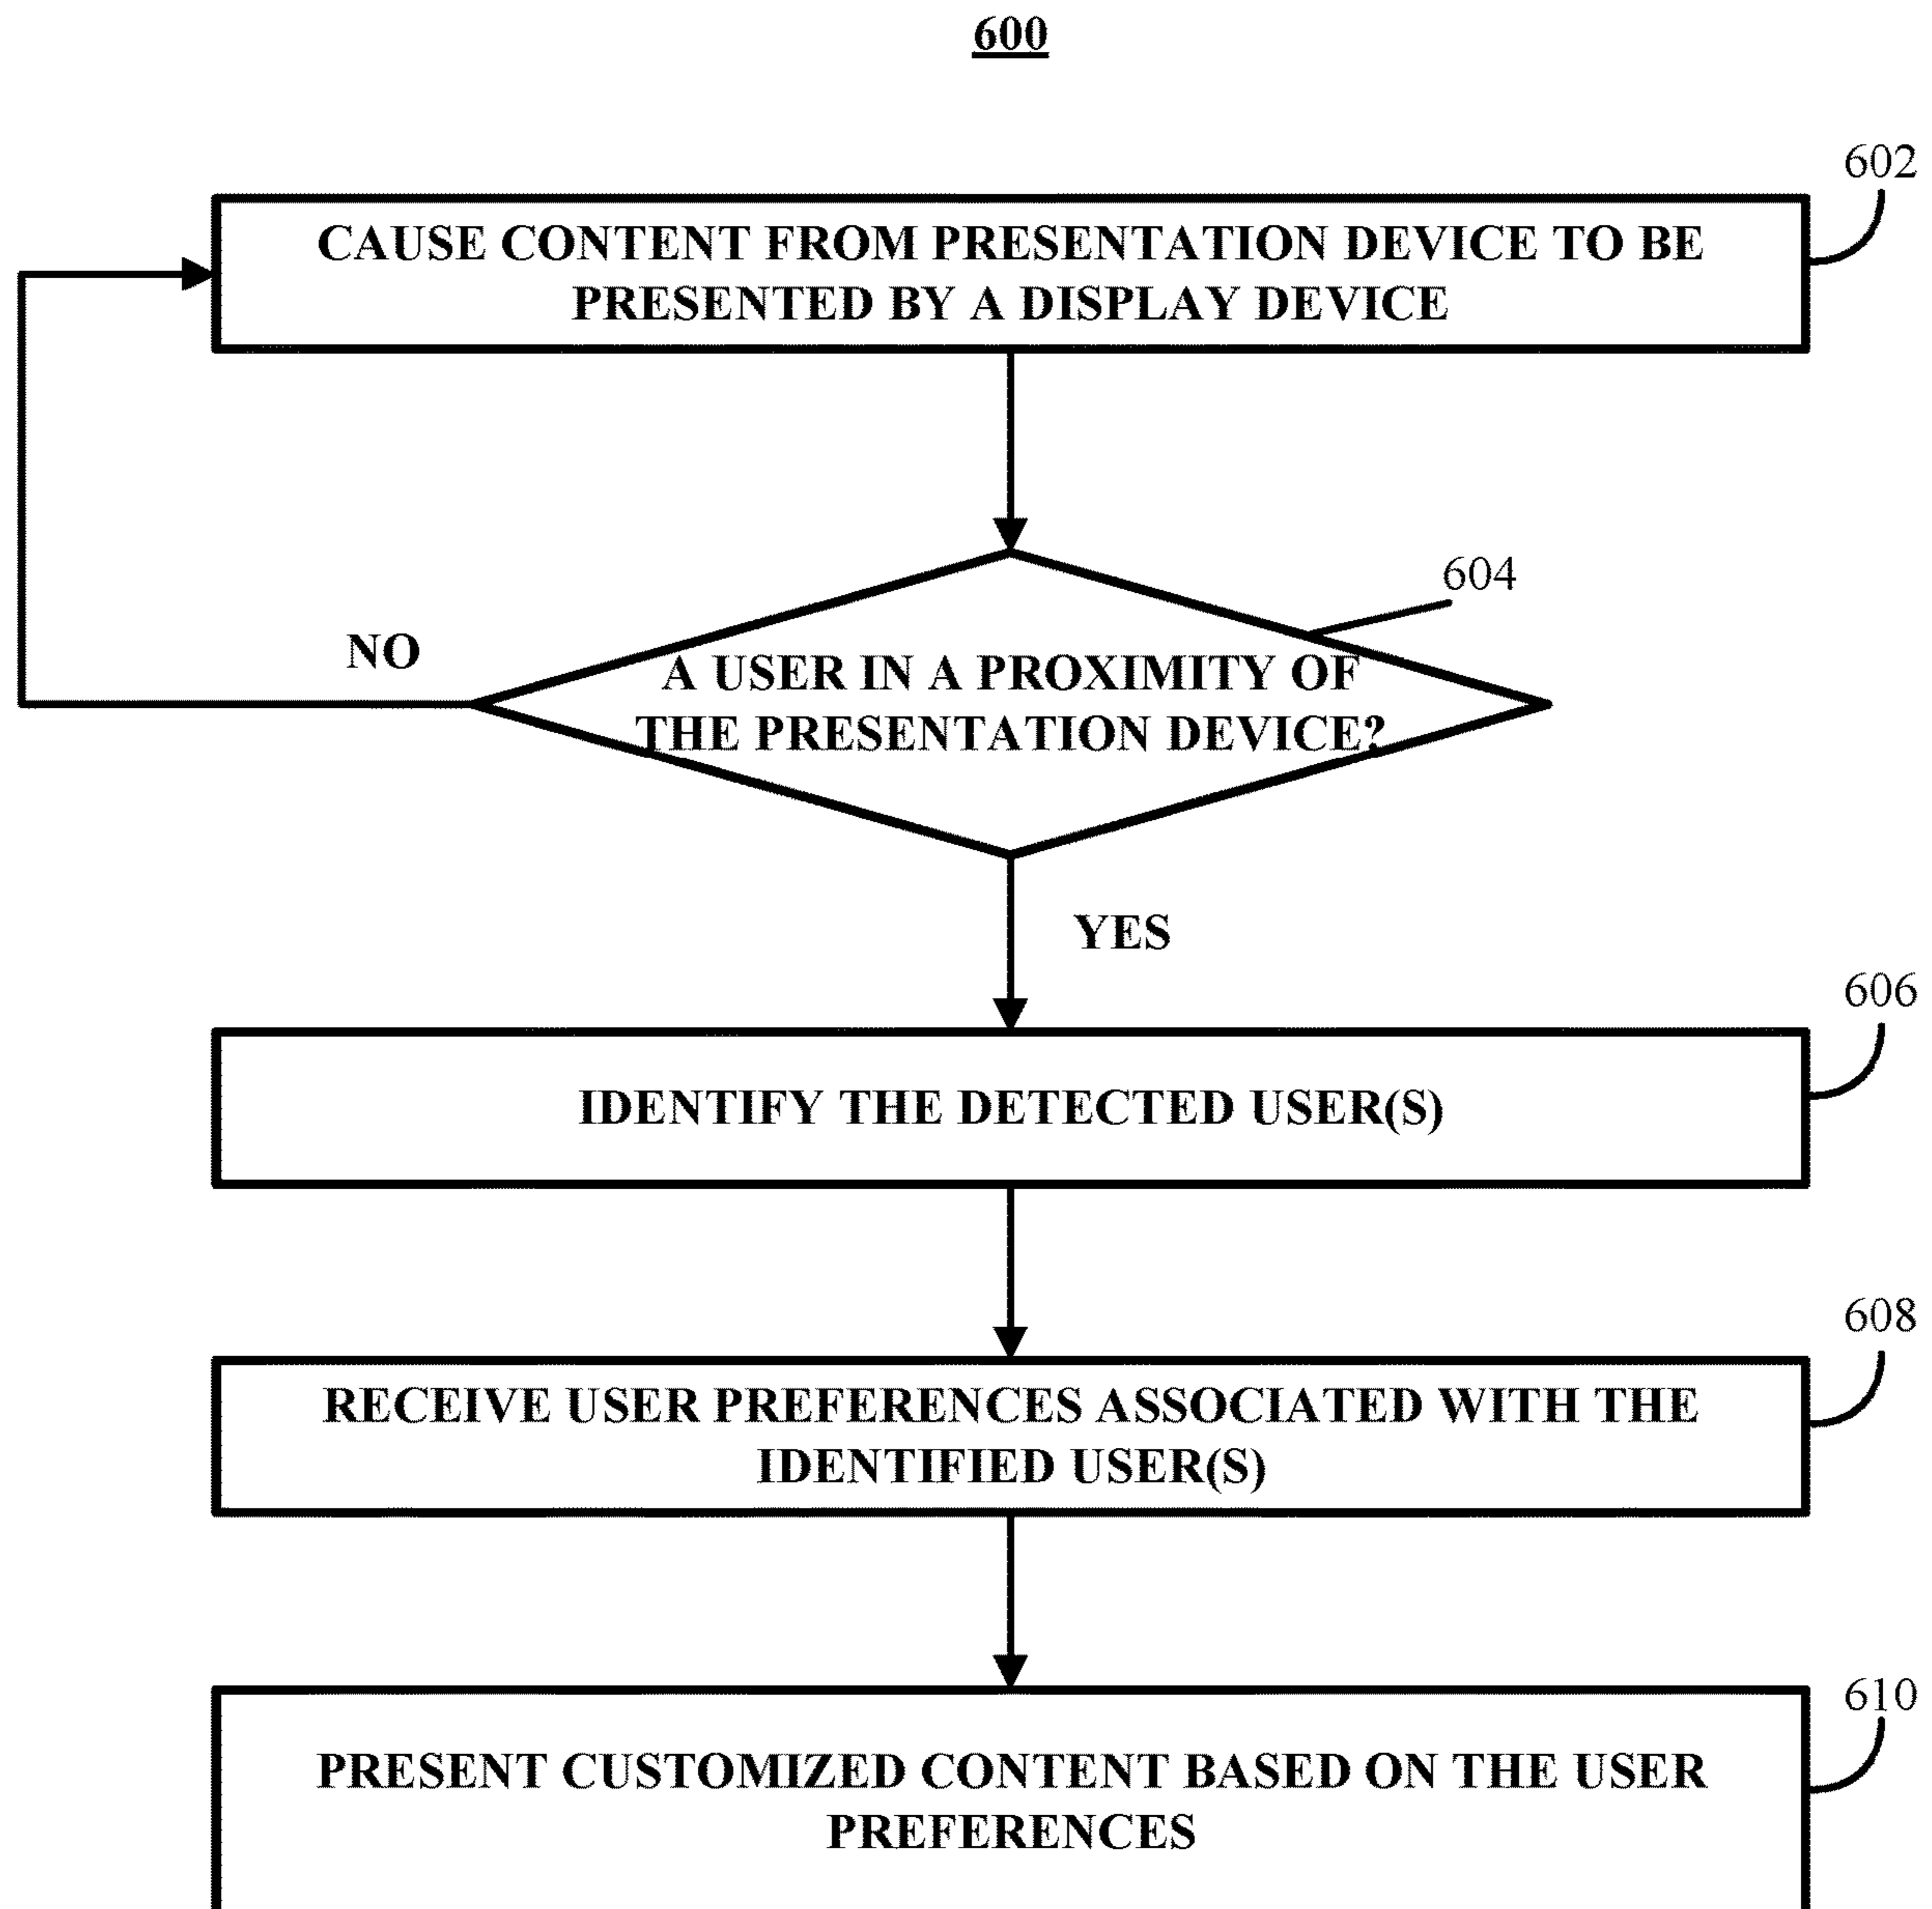 600
602
CAUSE CONTENT FROM PRESENTATION DEVICE TO BE
PRESENTED BY A DISPLAY DEVICE
604
NO
A USER IN A PROXIMITY OF
THE PRESENTATION DEVICE?
YES
606
IDENTIFY THE DETECTED USER(S)
608
RECEIVE USER PREFERENCES ASSOCIATED WITH THE
IDENTIFIED USER(S)
610
PRESENT CUSTOMIZED CONTENT BASED ON THE USER
PREFERENCES